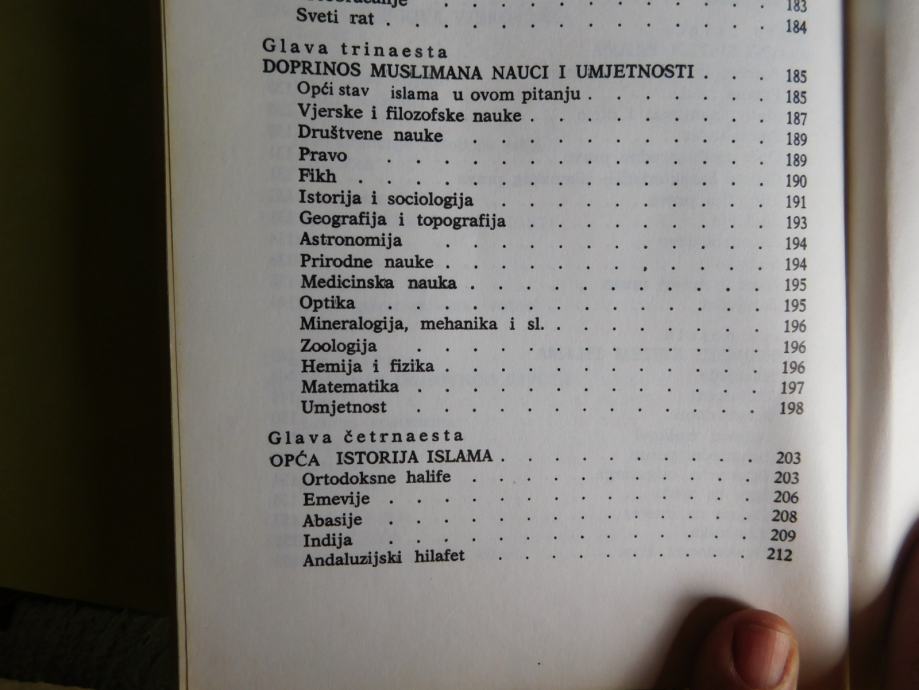 183
Sveti rat . . . . . . . . . . . . . . 184
Glava trinaesta
DOPRINOS MUSLIMANA NAUCI I UMJETNOSTI . . . 185
Opći stav islama u ovom pitanju . . . . . . . 185
Vjerske i filozofske nauke . . . . . . . . . 187
Društvene nauke . . . . . . . . . . . 189
Pravo . . . . . . . . . . . . . . 189
Fikh . . . . . . . . . . . . . . . 190
Istorija i sociologija . . . . . . . . . 191
Geografija i topografija . . . . . . . . . 193
Astronomija . . . . . . . . . . . . 194
Prirodne nauke . . . . . . . . . . . . 194
Medicinska nauka . . . . . . . . . . . 195
Optika . . . . . . . . . . . . . . 195
Mineralogija, mehanika i sl. . . . . . . . . 196
Zoologija . . . . . . . . . . . . . 196
Hemija i fizika . . . . . . . . . . . . 196
Matematika . . . . . . . . . . . . . 197
Umjetnost . . . . . . . . . . . . . 198
Glava četrnaesta
OPĆA ISTORIJA ISLAMA . . . . . . . . . . 203
Ortodoksne halife . . . . . . . . . . 203
Emevije . . . . . . . . . . . . . 206
Abasije . . . . . . . . . . . . . 208
Indija . . . . . . . . . . . . . 209
Andaluzijski hilafet . . . . . . . . . 212